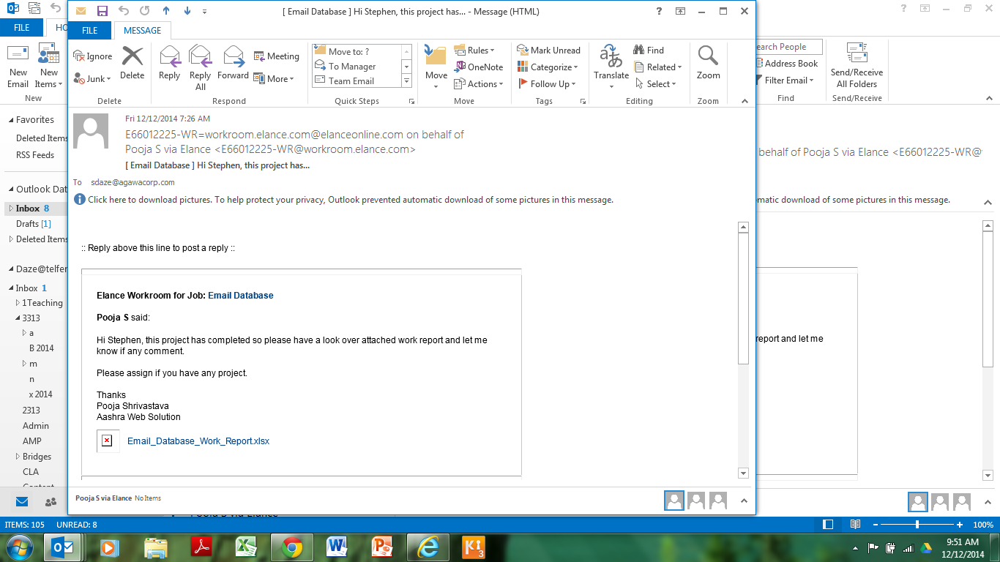 [ Email Database ] Hi Stephen, this project has... - Message (HTML)
FILE
MESSAGE
FILE
HO
Ignore
Junk
Delete
Reply
Reply All
Forward
Meeting
More
Move to: ?
To Manager
Team Email
Move
Rules
OneNote
Actions
Mark Unread
Categorize
Follow Up
Translate
Find
Related
Select
Zoom
Delete
Respond
Quick Steps
Move
Tags
Editing
Zoom
New Email
New Items
New
earch People
Address Book
Filter Email
Find
Send/Receive All Folders
Send/Receive
Favorites
Deleted Items
RSS Feeds
Outlook Dat
Inbox 8
Drafts [1]
Deleted Items
Daze@telfer
Inbox 1
1Teaching
3313
a
B 2014
m
n
x 2014
2313
Admin
AMP
Bridges
CLA
Content
Fri 12/12/2014 7:26 AM
E66012225-WR=workroom.elance.com@elanceonline.com on behalf of
Pooja S via Elance <E66012225-WR@workroom.elance.com>
[ Email Database ] Hi Stephen, this project has...
To sdaze@agawacorp.com
Click here to download pictures. To help protect your privacy, Outlook prevented automatic download of some pictures in this message.
:: Reply above this line to post a reply ::
Elance Workroom for Job: Email Database
Pooja S said:
Hi Stephen, this project has completed so please have a look over attached work report and let me
know if any comment.
Please assign if you have any project.
Thanks
Pooja Shrivastava
Aashra Web Solution
Email_Database_Work_Report.xlsx
Pooja S via Elance No Items
behalf of Pooja S via Elance <E66012225-WR@
matic download of some pictures in this message.
report and let me
ITEMS: 105 UNREAD: 8
100%
9:51 AM
12/12/2014